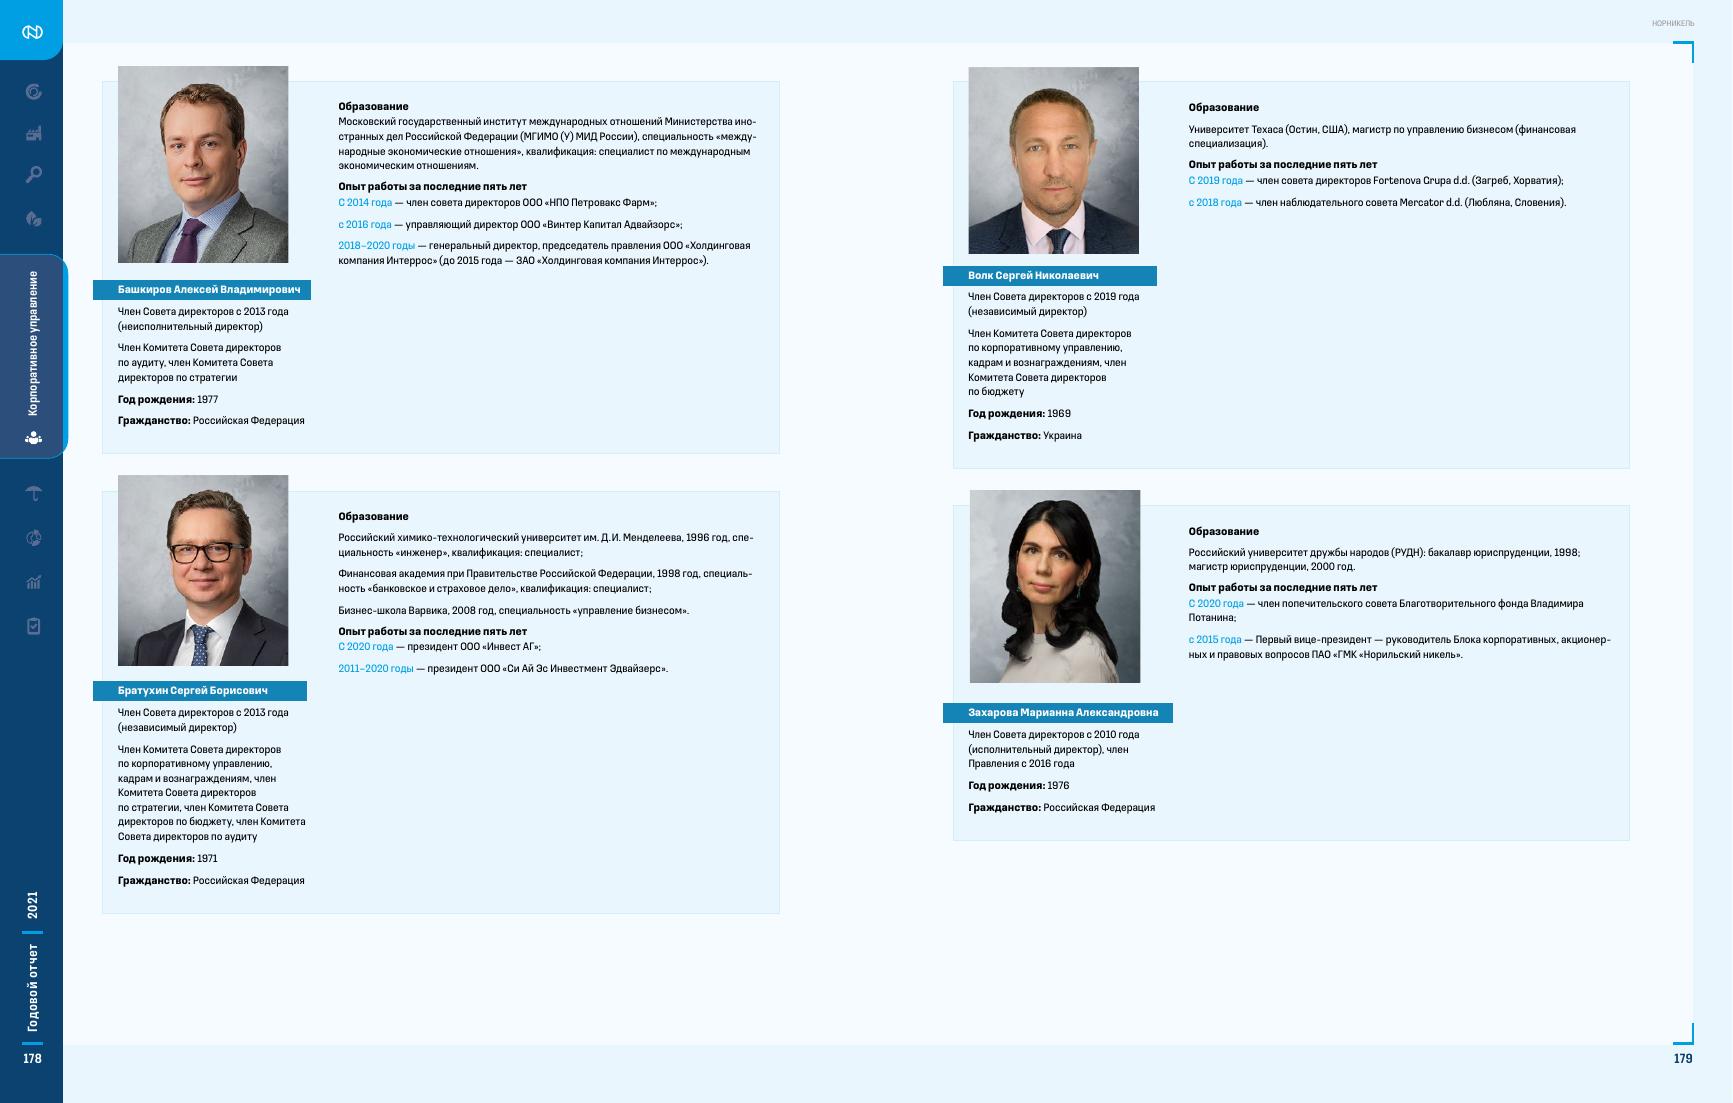 НОРНИКЕЛЬ
Корпоративное управление
Образование
Московский государственный институт международных отношений Министерства ино-
странных дел Российской Федерации (МГИМО (У) МИД России), специальность «между-
народные экономические отношения», квалификация: специалист по международным
экономическим отношениям.
Опыт работы за последние пять лет
С 2014 года — член совета директоров ООО «НПО Петровакс Фарм»;
с 2016 года — управляющий директор ООО «Винтер Капитал Адвайзорс»;
2018–2020 годы — генеральный директор, председатель правления ООО «Холдинговая
компания Интеррос» (до 2015 года — ЗАО «Холдинговая компания Интеррос»).
Башкиров Алексей Владимирович
Член Совета директоров с 2013 года
(неисполнительный директор)
Член Комитета Совета директоров
по аудиту, член Комитета Совета
директоров по стратегии
Год рождения: 1977
Гражданство: Российская Федерация
Образование
Российский химико-технологический университет им. Д. И. Менделеева, 1996 год, спе-
циальность «инженер», квалификация: специалист;
Финансовая академия при Правительстве Российской Федерации, 1998 год, специаль-
ность «банковское и страховое дело», квалификация: специалист;
Бизнес-школа Варвика, 2008 год, специальность «управление бизнесом».
Опыт работы за последние пять лет
С 2020 года — президент ООО «Инвест АГ»;
2011–2020 годы — президент ООО «Си Ай Эс Инвестмент Эдвайзерс».
Братухин Сергей Борисович
Член Совета директоров с 2013 года
(независимый директор)
Член Комитета Совета директоров
по корпоративному управлению,
кадрам и вознаграждениям, член
Комитета Совета директоров
по стратегии, член Комитета Совета
директоров по бюджету, член Комитета
Совета директоров по аудиту
Год рождения: 1971
Гражданство: Российская Федерация
Образование
Университет Техаса (Остин, США), магистр по управлению бизнесом (финансовая
специализация).
Опыт работы за последние пять лет
С 2019 года — член совета директоров Fortenova Grupa d.d. (Загреб, Хорватия);
с 2018 года — член наблюдательного совета Mercator d.d. (Любляна, Словения).
Волк Сергей Николаевич
Член Совета директоров с 2019 года
(независимый директор)
Член Комитета Совета директоров
по корпоративному управлению,
кадрам и вознаграждениям, член
Комитета Совета директоров
по бюджету
Год рождения: 1969
Гражданство: Украина
Образование
Российский университет дружбы народов (РУДН): бакалавр юриспруденции, 1998;
магистр юриспруденции, 2000 год.
Опыт работы за последние пять лет
С 2020 года — член попечительского совета Благотворительного фонда Владимира
Потанина;
с 2015 года — Первый вице-президент — руководитель Блока корпоративных, акционер-
ных и правовых вопросов ПАО «ГМК «Норильский никель».
Захарова Марианна Александровна
Член Совета директоров с 2010 года
(исполнительный директор), член
Правления с 2016 года
Год рождения: 1976
Гражданство: Российская Федерация
Годовой отчет 2021
178
179